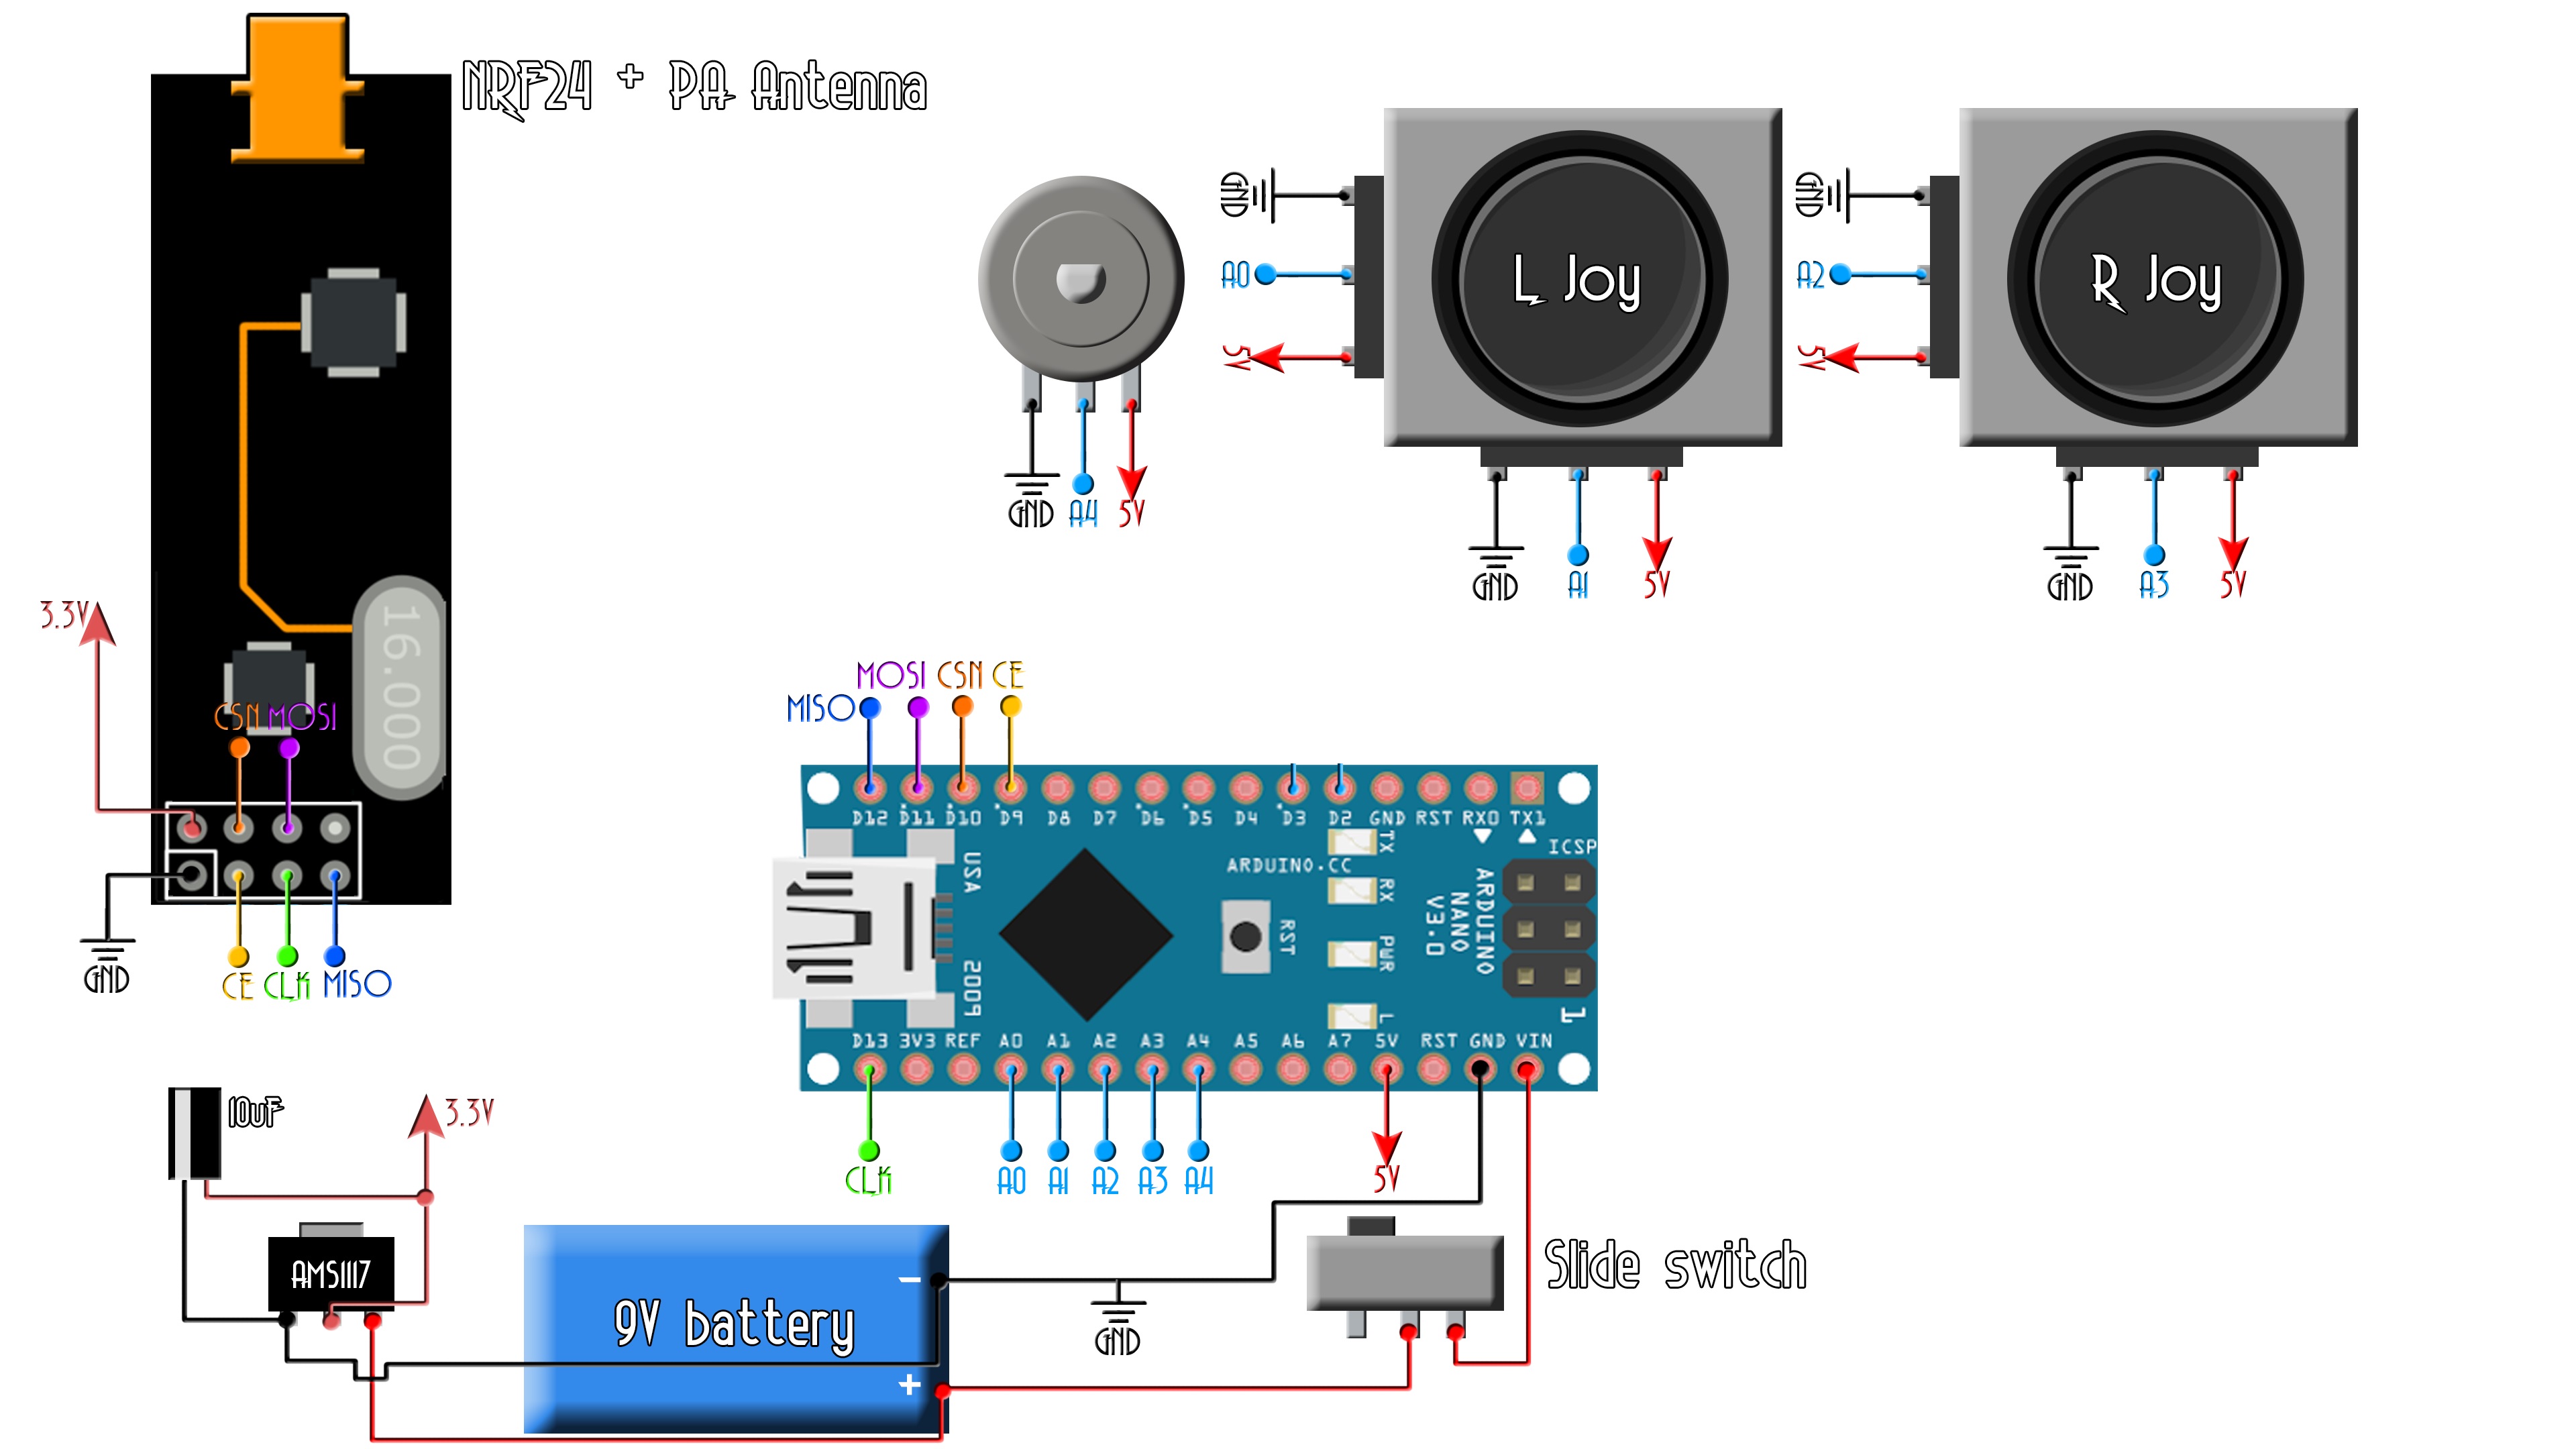 NRF24 + PA Antenna
GND
A0
5V
L Joy
GND
A1
5V
GND
A2
5V
R Joy
GND
A3
5V
GND
A4
5V
3.3V
16.000
CSN
MOSI
GND
CE
CLK
MISO
MISO
MOSI
CSN
CE
D12 D11 D10 D9 D8 D7 D6 D5 D4 D3 D2 GND RST RX0 TX1
TX
RX
PWR
L
ICSP
1
ARDUINO.CC
RST
ARDUINO
NANO
V3.0
USA
2009
D13 3V3 REF A0 A1 A2 A3 A4 A5 A6 A7 5V RST GND VIN
CLK
A0
A1
A2
A3
A4
5V
10uF
3.3V
AMS1117
9V battery
-
+
GND
Slide switch